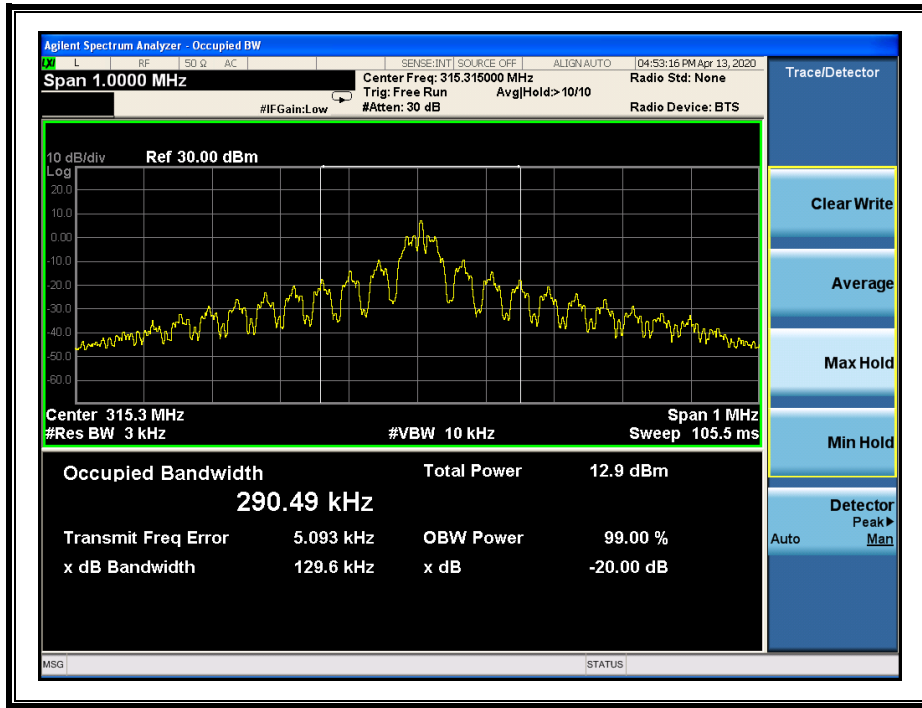 Agilent Spectrum Analyzer - Occupied BW
LXI L RF 50 Ω AC SENSE:INT SOURCE OFF ALIGN AUTO 04:53:16 PM Apr 13, 2020
Span 1.0000 MHz
Center Freq: 315.315000 MHz
Radio Std: None
Trig: Free Run Avg|Hold:> 10/10
#IFGain:Low #Atten: 30 dB
Radio Device: BTS
10 dB/div Ref 30.00 dBm
Log
20.0
10.0
0.00
-10.0
-20.0
-30.0
-40.0
-50.0
-60.0
Center 315.3 MHz Span 1 MHz
#Res BW 3 kHz #VBW 10 kHz Sweep 105.5 ms
Occupied Bandwidth Total Power 12.9 dBm
290.49 kHz
Transmit Freq Error 5.093 kHz OBW Power 99.00 %
x dB Bandwidth 129.6 kHz x dB -20.00 dB
MSG STATUS
Trace/Detector
Clear Write
Average
Max Hold
Min Hold
Detector
Peak▶
Auto Man